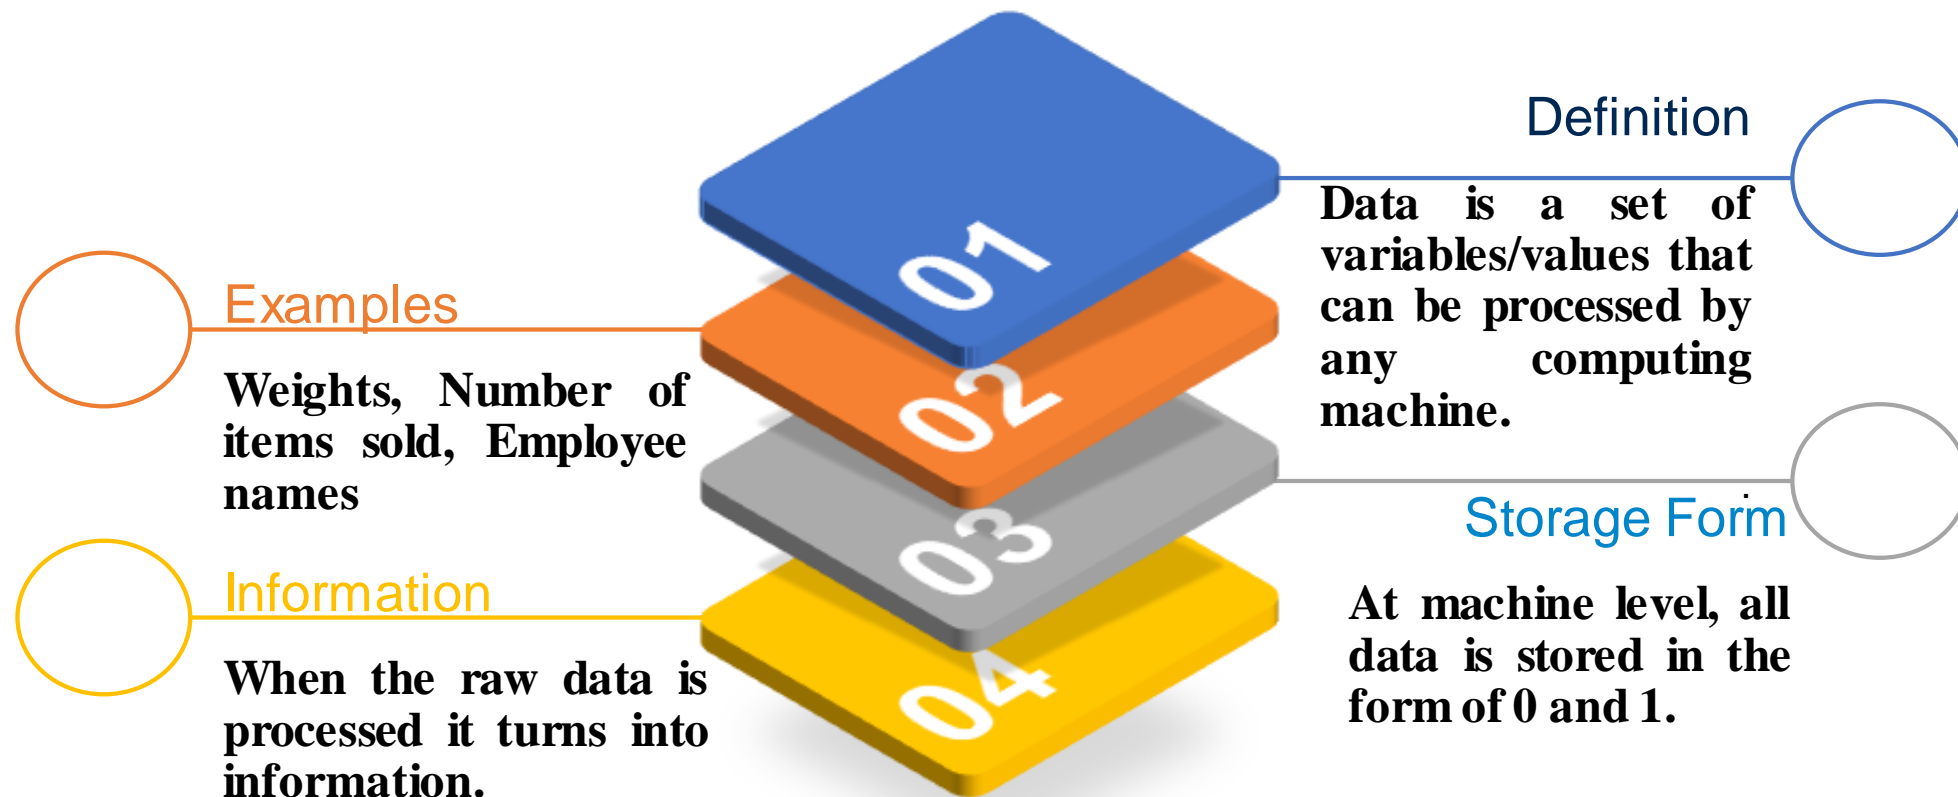 01
Definition
Data is a set of
variables/values that
can be processed by
any computing
machine.
02
Examples
Weights, Number of
items sold, Employee
names
03
.
Storage Form
At machine level, all
data is stored in the
form of 0 and 1.
04
Information
When the raw data is
processed it turns into
information.